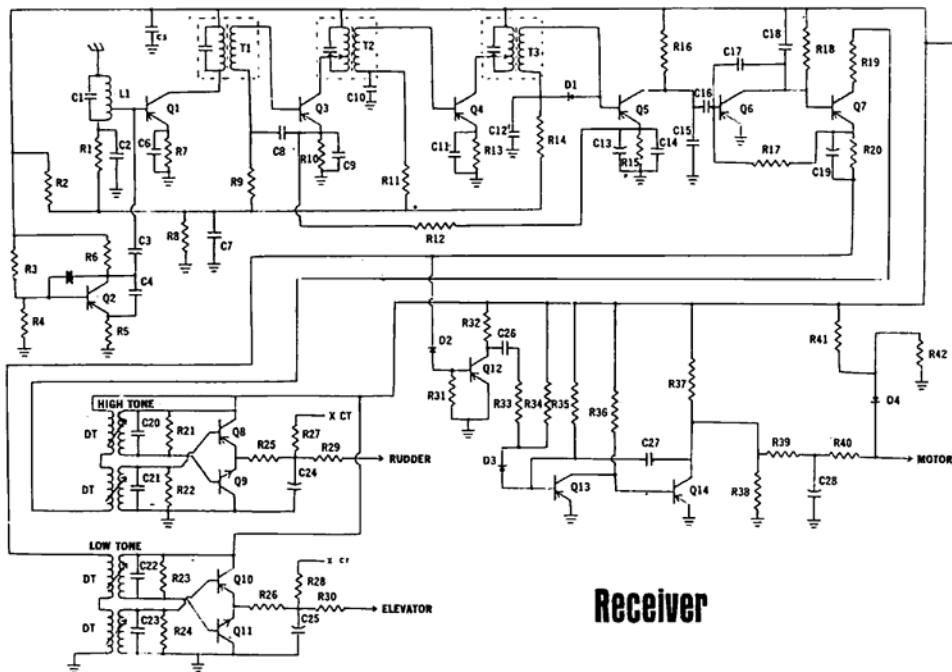 C18
R16
R18
C5
T1
T2
T3
C17
R19
L1
C1
Q1
C10
D1
C16
Q6
Q7
Q3
Q4
Q5
C12
C6
R7
R1
C2
C8
R10
C9
C11
R13
R14
C13
R15
C14
C15
R17
C19
R20
R2
R9
R11
R8
C7
R12
C3
R3
R6
C4
Q2
R4
R5
D2
R32
C26
Q12
R41
R42
R31
R33
R34
R35
R36
R37
D4
HIGH TONE
DT
C20
R21
Q8
X CT
R27
R25
R29
RUDDER
D3
C27
R39
R40
MOTOR
DT
C21
R22
Q9
C24
Q13
Q14
R38
C28
LOW TONE
DT
C22
R23
Q10
X CT
R28
R26
R30
ELEVATOR
DT
C23
R24
Q11
C25
Receiver